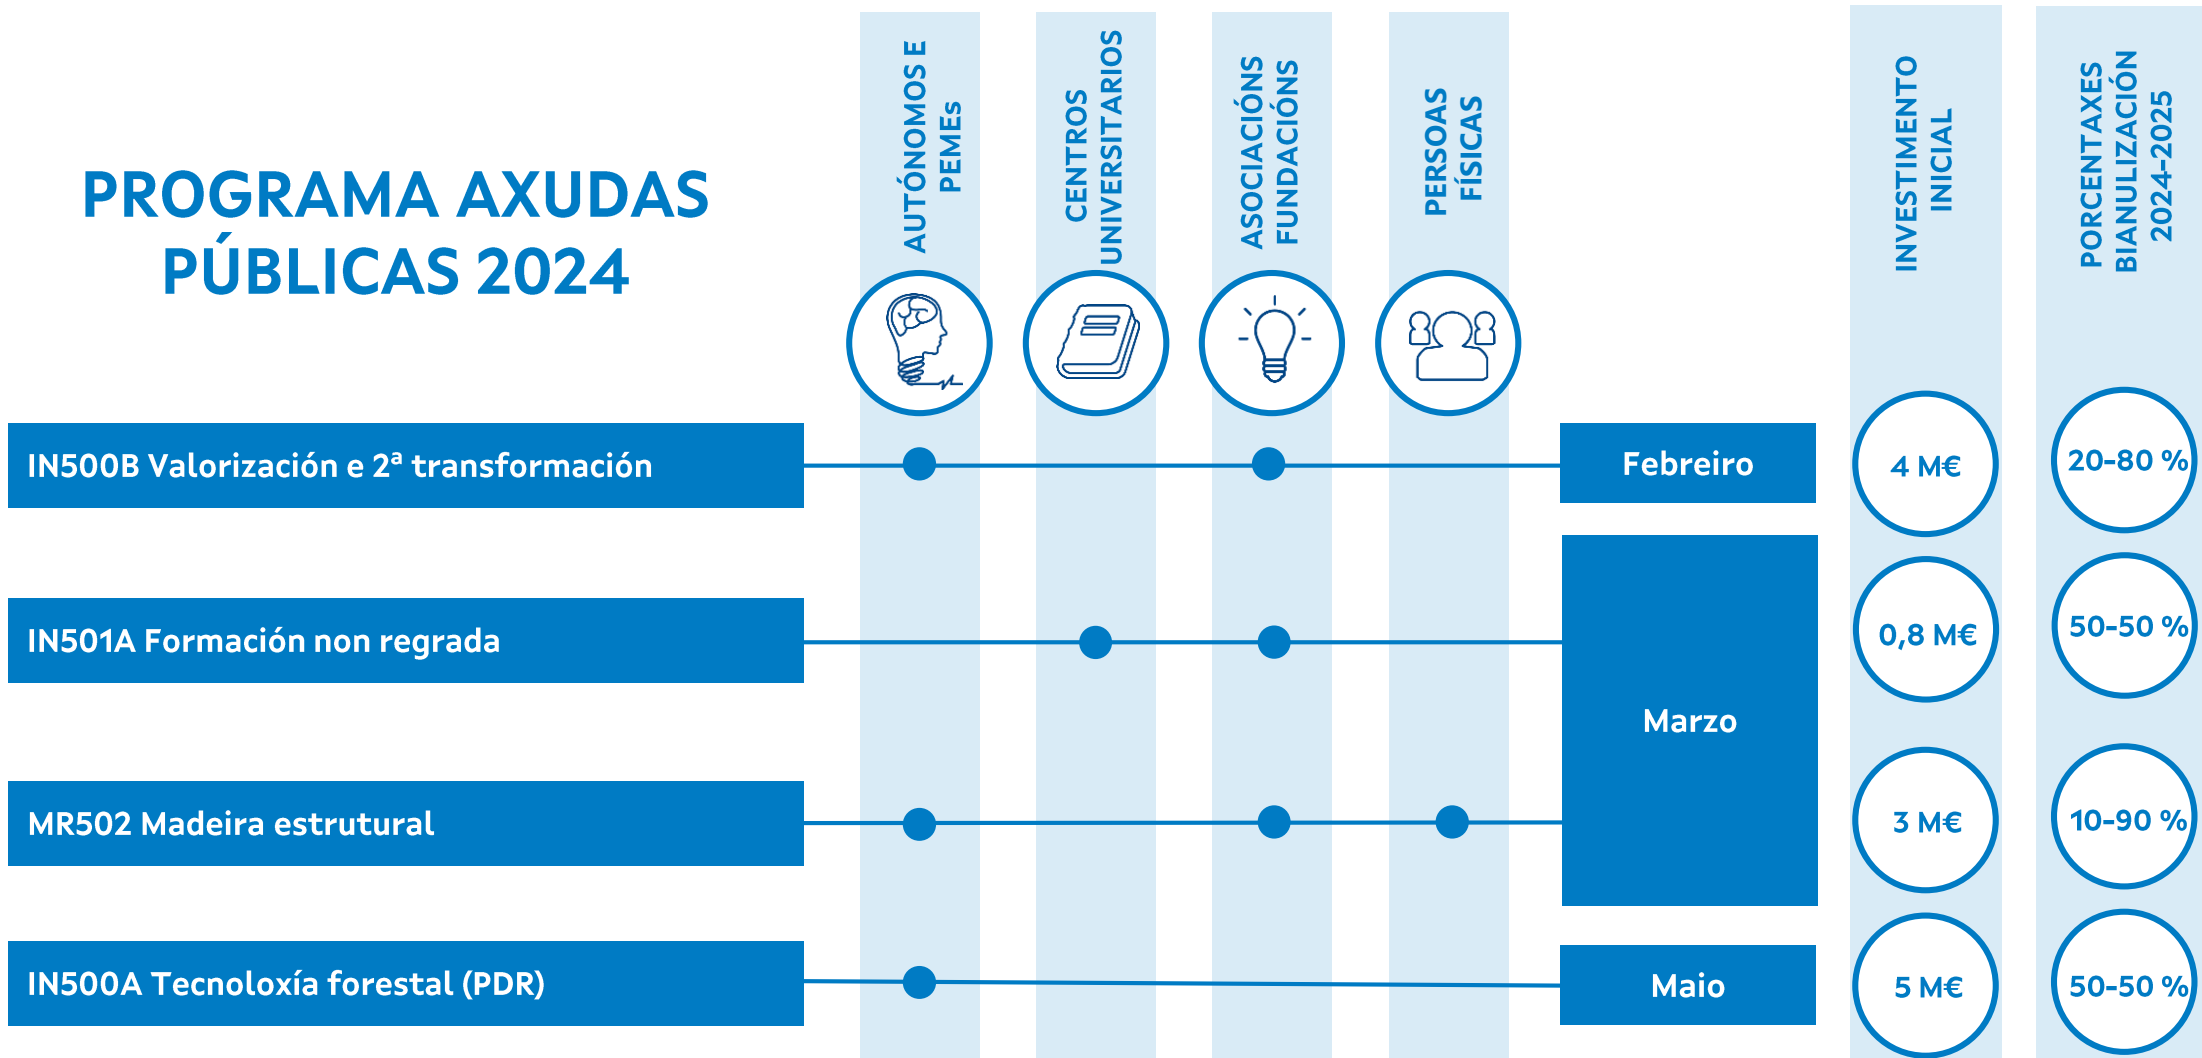 PROGRAMA AXUDAS
PÚBLICAS 2024
AUTÓNOMOS E
PEMEs
CENTROS
UNIVERSITARIOS
ASOCIACIÓNS
FUNDACIÓNS
PERSOAS
FÍSICAS
INVESTIMENTO
INICIAL
PORCENTAXES
BIANULIZACIÓN
2024-2025
IN500B Valorización e 2ª transformación
Febreiro
4 M€
20-80 %
IN501A Formación non regrada
0,8 M€
50-50 %
Marzo
MR502 Madeira estrutural
3 M€
10-90 %
IN500A Tecnoloxía forestal (PDR)
Maio
5 M€
50-50 %